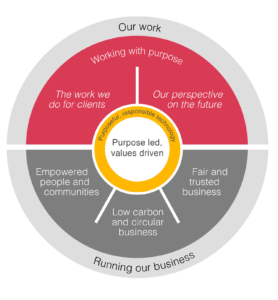 Our work
Working with purpose
The work we
do for clients
Our perspective
on the future
Purposeful, responsible technology
Purpose led,
values driven
Empowered
people and
communities
Fair and
trusted
business
Low carbon
and circular
business
Running our business